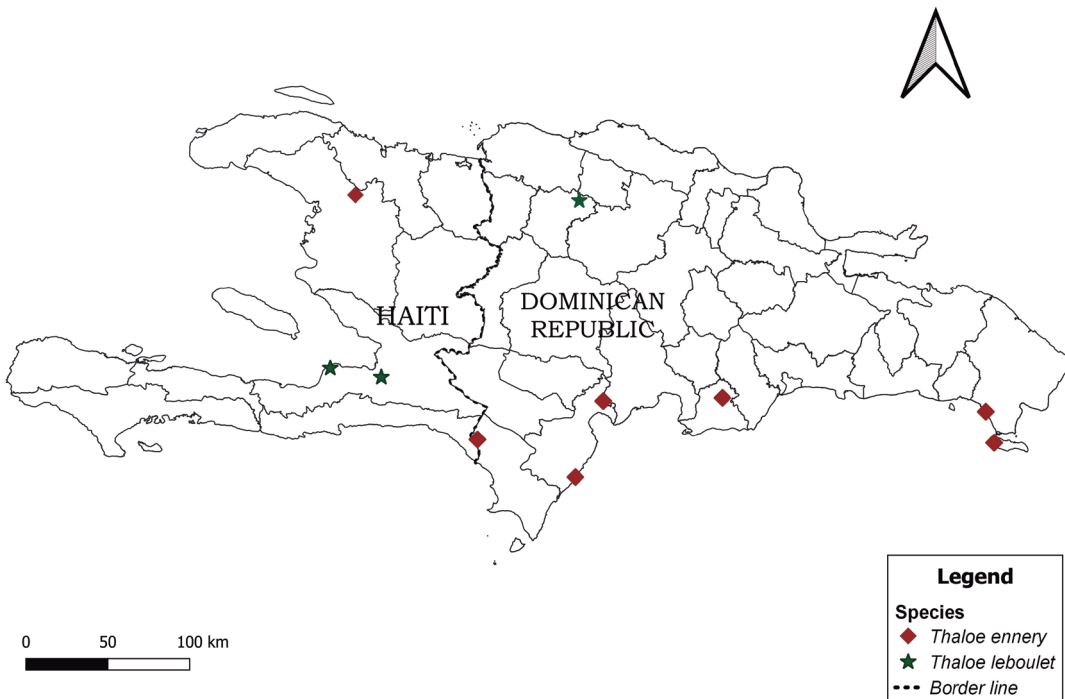 HAITI
DOMINICAN
REPUBLIC
0 50 100 km
Legend
Species
Thaloe ennery
Thaloe leboulet
Border line